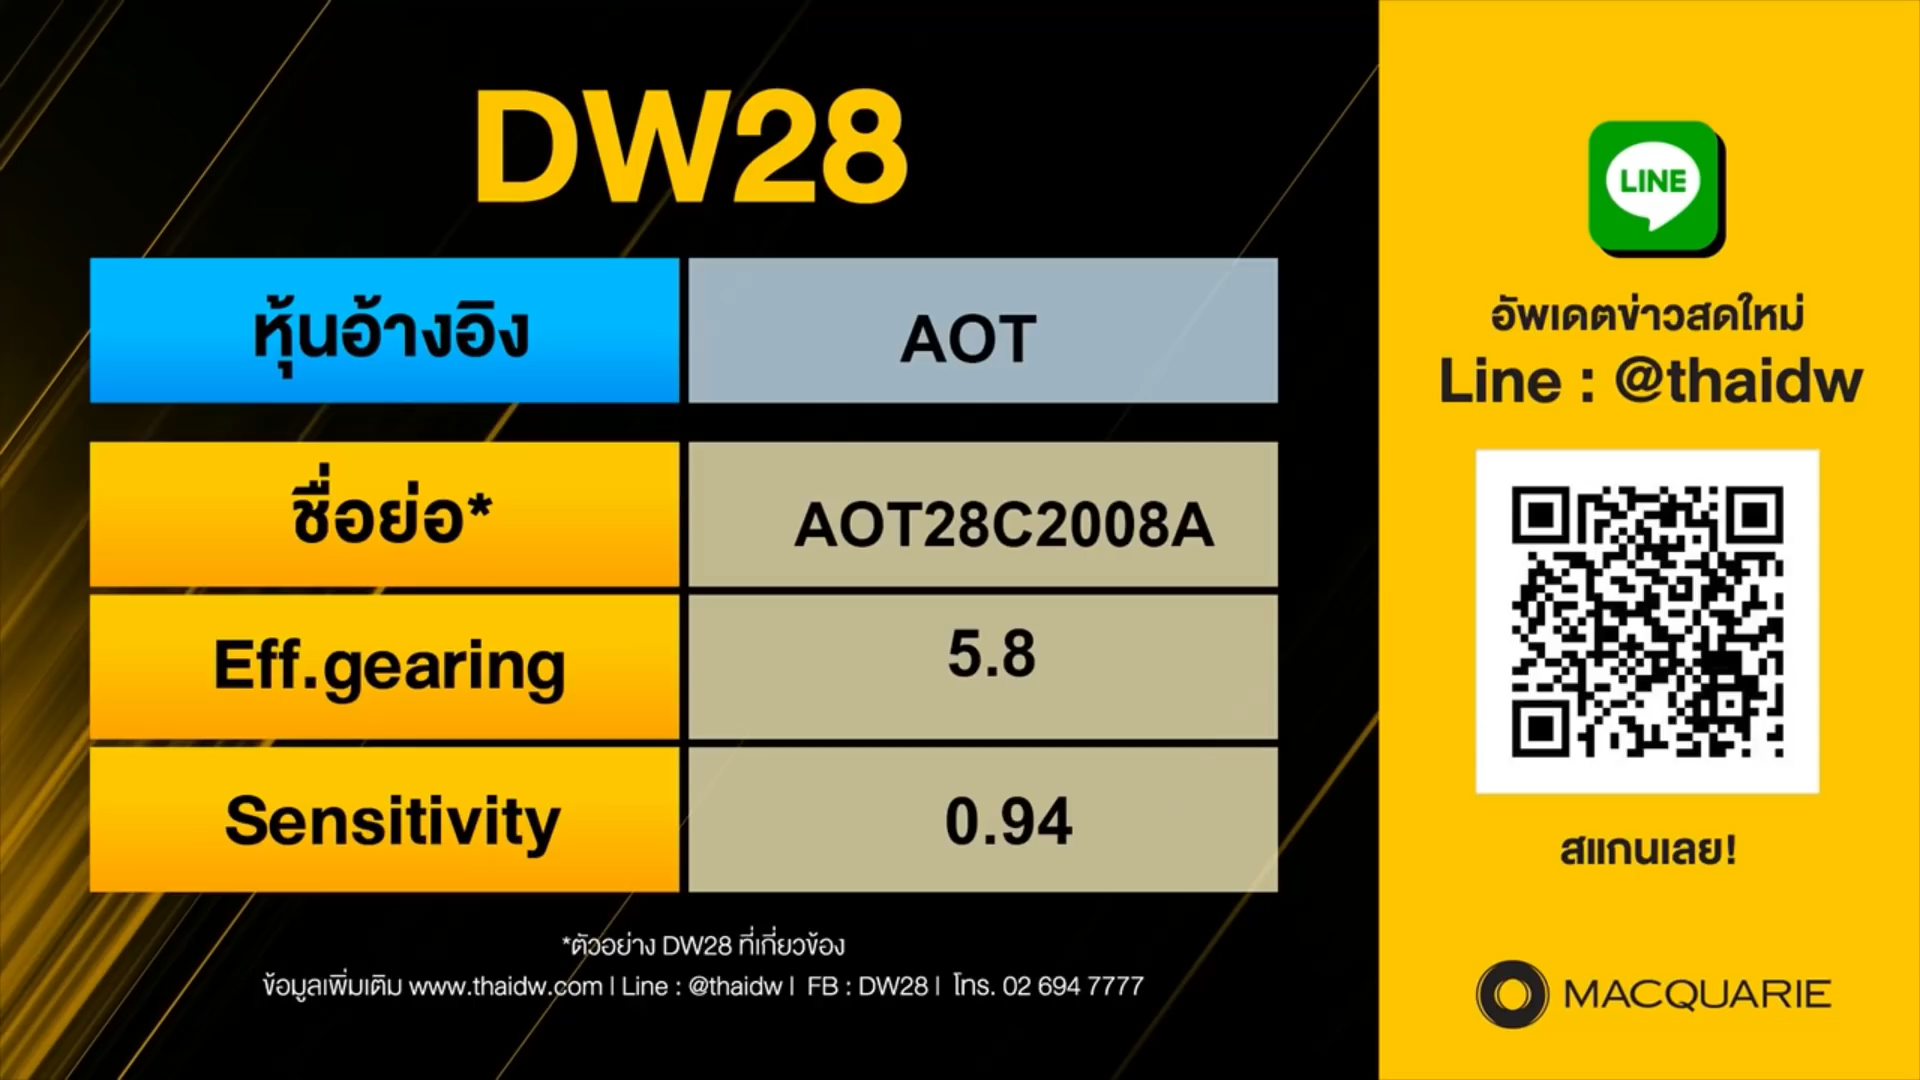 DW28
หุ้นอ้างอิง AOT
ชื่อย่อ* AOT28C2008A
Eff.gearing 5.8
Sensitivity 0.94
*ตัวอย่าง DW28 ที่เกี่ยวข้อง
ข้อมูลเพิ่มเติม www.thaidw.com | Line : @thaidw | FB : DW28 | โทร. 02 694 7777
LINE
อัพเดตข่าวสดใหม่
Line : @thaidw
สแกนเลย!
MACQUARIE